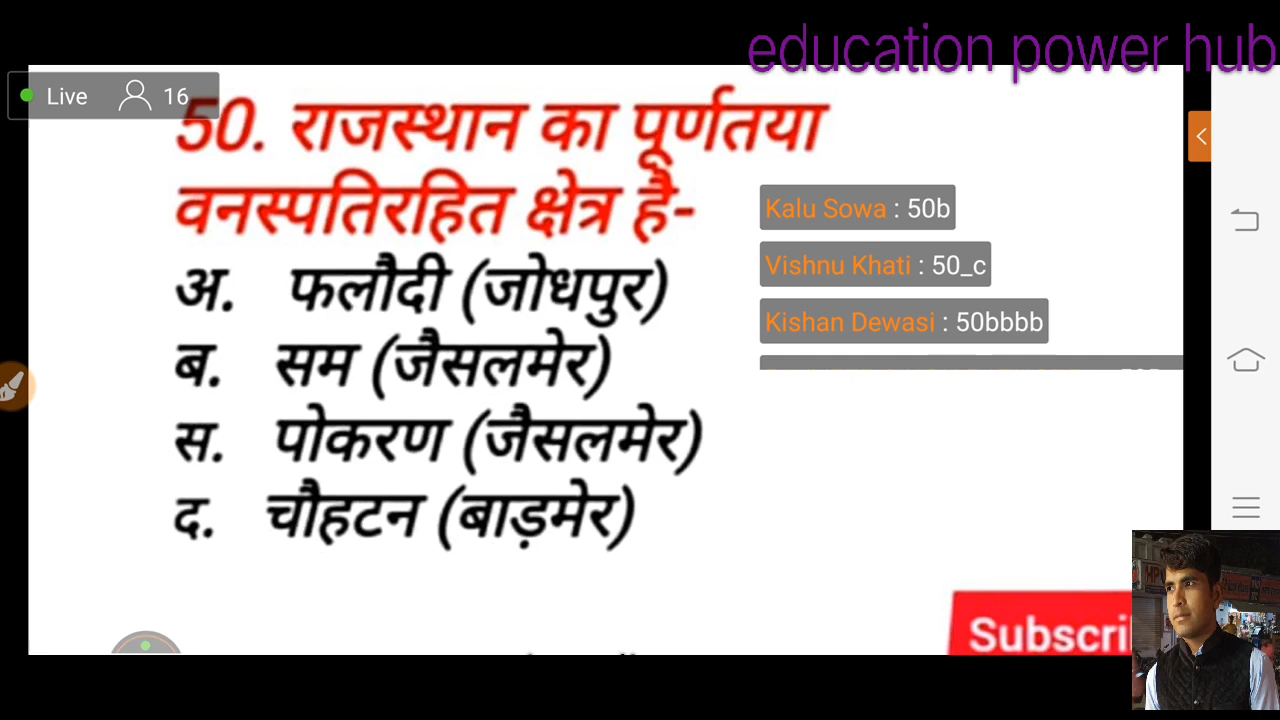 education power hub
Live 16
50. राजस्थान का पूर्णतया
वनस्पतिरहित क्षेत्र है-
अ. फलौदी (जोधपुर)
ब. सम (जैसलमेर)
स. पोकरण (जैसलमेर)
द. चौहटन (बाड़मेर)
Kalu Sowa : 50b
Vishnu Khati : 50_c
Kishan Dewasi : 50bbbb
Subscri